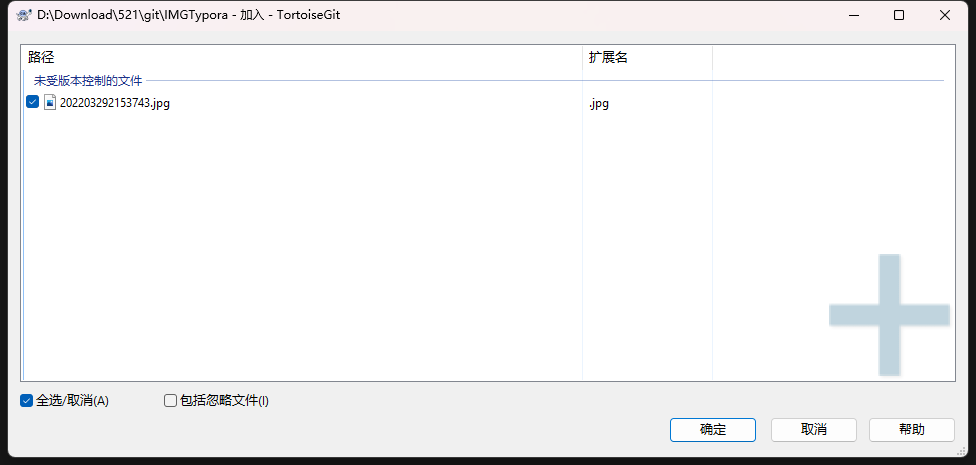 D:\Download\521\git\IMGTypora - 加入 - TortoiseGit
路径 扩展名
未受版本控制的文件
202203292153743.jpg .jpg
全选/取消(A) 包括忽略文件(I)
确定 取消 帮助